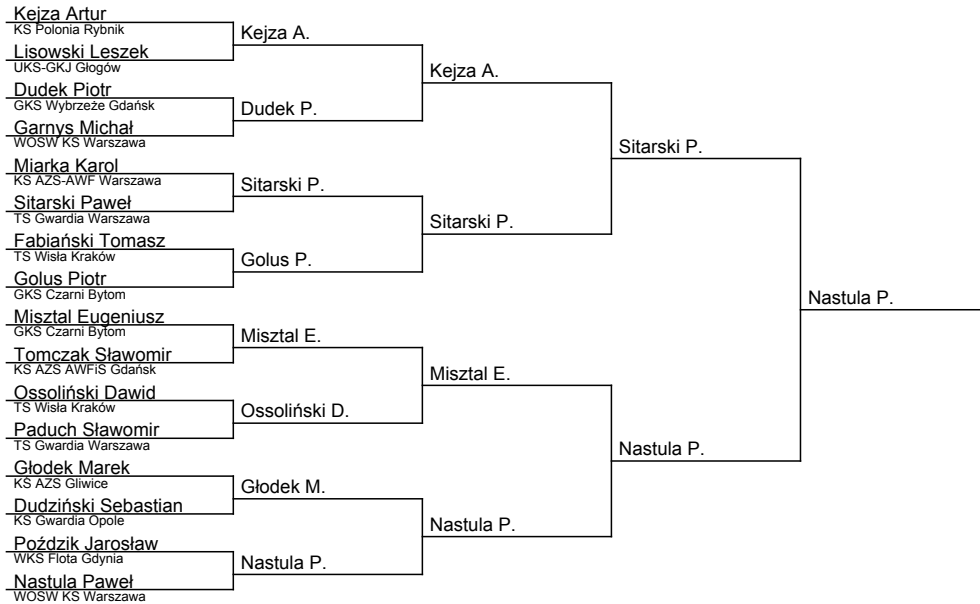 Kejza Artur
KS Polonia Rybnik
Lisowski Leszek
UKS-GKJ Głogów
Dudek Piotr
GKS Wybrzeże Gdańsk
Garnys Michał
WOSW KS Warszawa
Miarka Karol
KS AZS-AWF Warszawa
Sitarski Paweł
TS Gwardia Warszawa
Fabiański Tomasz
TS Wisła Kraków
Golus Piotr
GKS Czarni Bytom
Misztal Eugeniusz
GKS Czarni Bytom
Tomczak Sławomir
KS AZS AWFiS Gdańsk
Ossoliński Dawid
TS Wisła Kraków
Paduch Sławomir
TS Gwardia Warszawa
Głodek Marek
KS AZS Gliwice
Dudziński Sebastian
KS Gwardia Opole
Poździk Jarosław
WKS Flota Gdynia
Nastula Paweł
WOSW KS Warszawa
Kejza A.
Dudek P.
Sitarski P.
Golus P.
Misztal E.
Ossoliński D.
Głodek M.
Nastula P.
Kejza A.
Sitarski P.
Misztal E.
Nastula P.
Sitarski P.
Nastula P.
Nastula P.